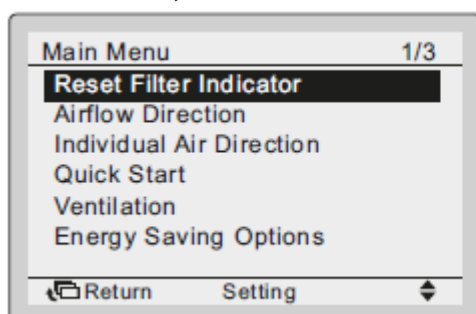 Main Menu 1/3
Reset Filter Indicator
Airflow Direction
Individual Air Direction
Quick Start
Ventilation
Energy Saving Options
Return Setting